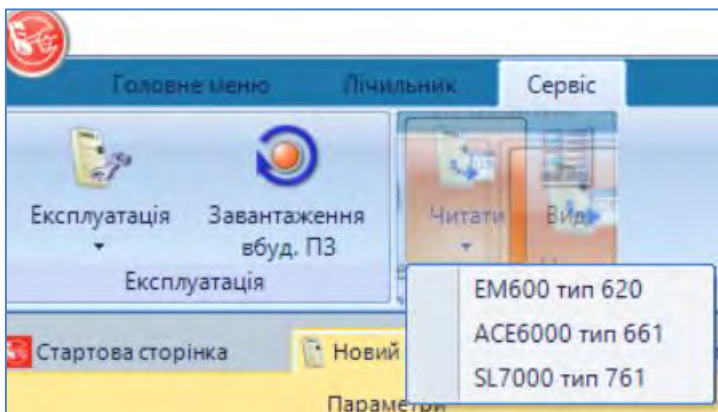 Головне меню Лічильник Сервіс
Експлуатація Завантаження Читати Вид
вбуд. ПЗ
Експлуатація
EM600 тип 620
ACE6000 тип 661
SL7000 тип 761
Стартова сторінка Новий
Параметри